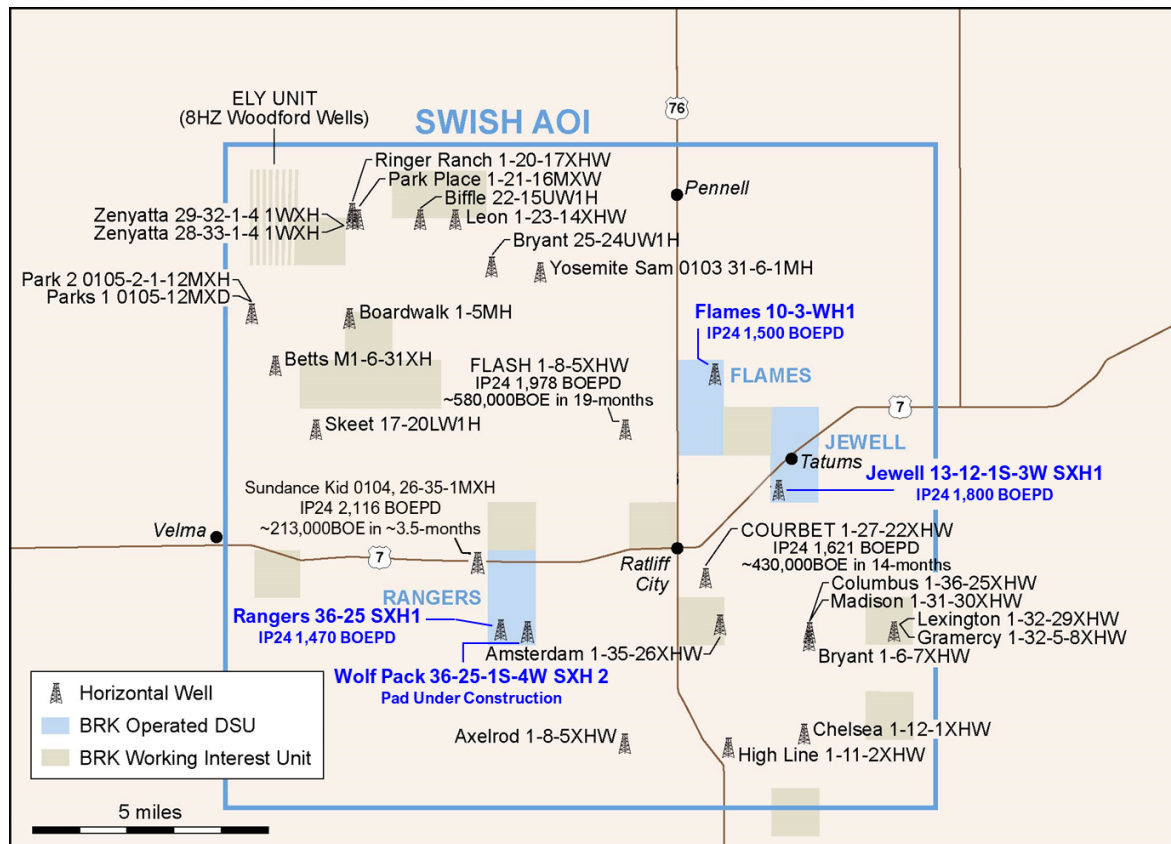 ELY UNIT
(8HZ Woodford Wells)
SWISH AOI
76
Ringer Ranch 1-20-17XHW
Park Place 1-21-16MXW
Biffle 22-15UW1H
Leon 1-23-14XHW
Pennell
Zenyatta 29-32-1-4 1WXH
Zenyatta 28-33-1-4 1WXH
Bryant 25-24UW1H
Yosemite Sam 0103 31-6-1MH
Park 2 0105-2-1-12MXH
Parks 1 0105-12MXD
Boardwalk 1-5MH
Flames 10-3-WH1
IP24 1,500 BOEPD
Betts M1-6-31XH
FLASH 1-8-5XHW
IP24 1,978 BOEPD
~580,000BOE in 19-months
FLAMES
7
Skeet 17-20LW1H
JEWELL
Tatums
Jewell 13-12-1S-3W SXH1
IP24 1,800 BOEPD
Sundance Kid 0104, 26-35-1MXH
IP24 2,116 BOEPD
~213,000BOE in ~3.5-months
Velma
7
Ratliff
City
COURBET 1-27-22XHW
IP24 1,621 BOEPD
~430,000BOE in 14-months
Columbus 1-36-25XHW
Madison 1-31-30XHW
Lexington 1-32-29XHW
Gramercy 1-32-5-8XHW
Bryant 1-6-7XHW
RANGERS
Rangers 36-25 SXH1
IP24 1,470 BOEPD
Amsterdam 1-35-26XHW
Wolf Pack 36-25-1S-4W SXH 2
Pad Under Construction
Horizontal Well
BRK Operated DSU
BRK Working Interest Unit
Axelrod 1-8-5XHW
Chelsea 1-12-1XHW
High Line 1-11-2XHW
5 miles